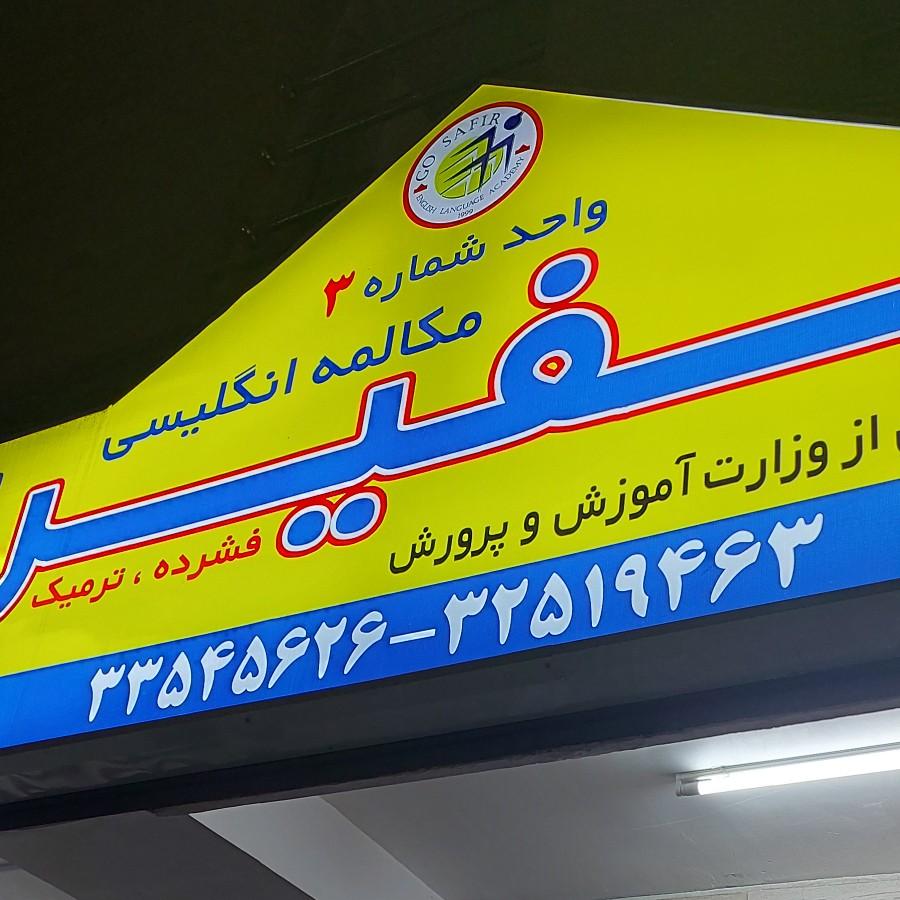 GO SAFIR
ENGLISH LANGUAGE ACADEMY
1999
واحد شماره ۳
مکالمه انگلیسی
سفیر
فشرده ، ترمیک
از وزارت آموزش و پرورش
۳۳۵۴۵۶۲۶-۳۲۵۱۹۴۶۳